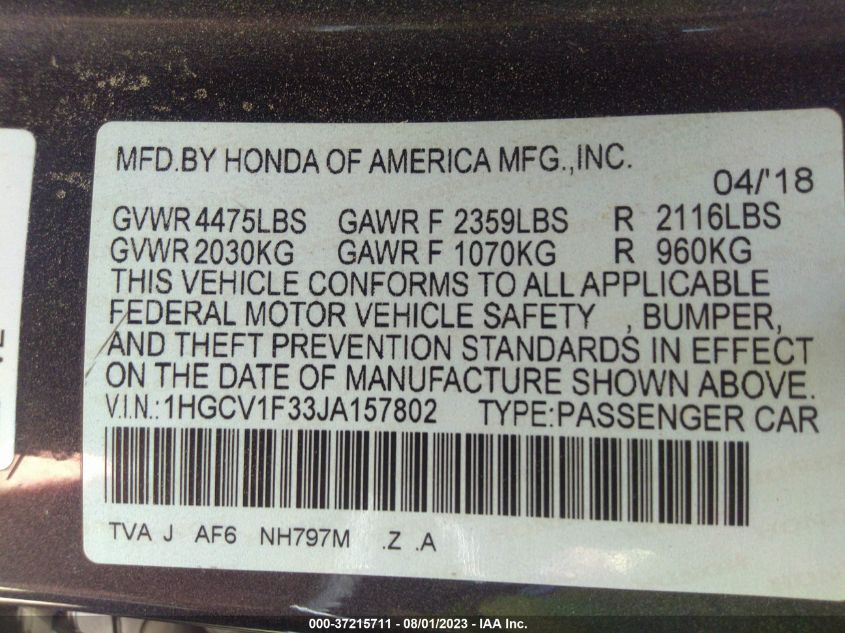 MFD.BY HONDA OF AMERICA MFG.,INC.
04/'18
GVWR 4475LBS GAWR F 2359LBS R 2116LBS
GVWR 2030KG GAWR F 1070KG R 960KG
THIS VEHICLE CONFORMS TO ALL APPLICABLE
FEDERAL MOTOR VEHICLE SAFETY , BUMPER,
AND THEFT PREVENTION STANDARDS IN EFFECT
ON THE DATE OF MANUFACTURE SHOWN ABOVE.
V.I.N.:1HGCV1F33JA157802 TYPE:PASSENGER CAR
TVA J AF6 NH797M .Z .A
000-37215711 - 08/01/2023 - IAA Inc.